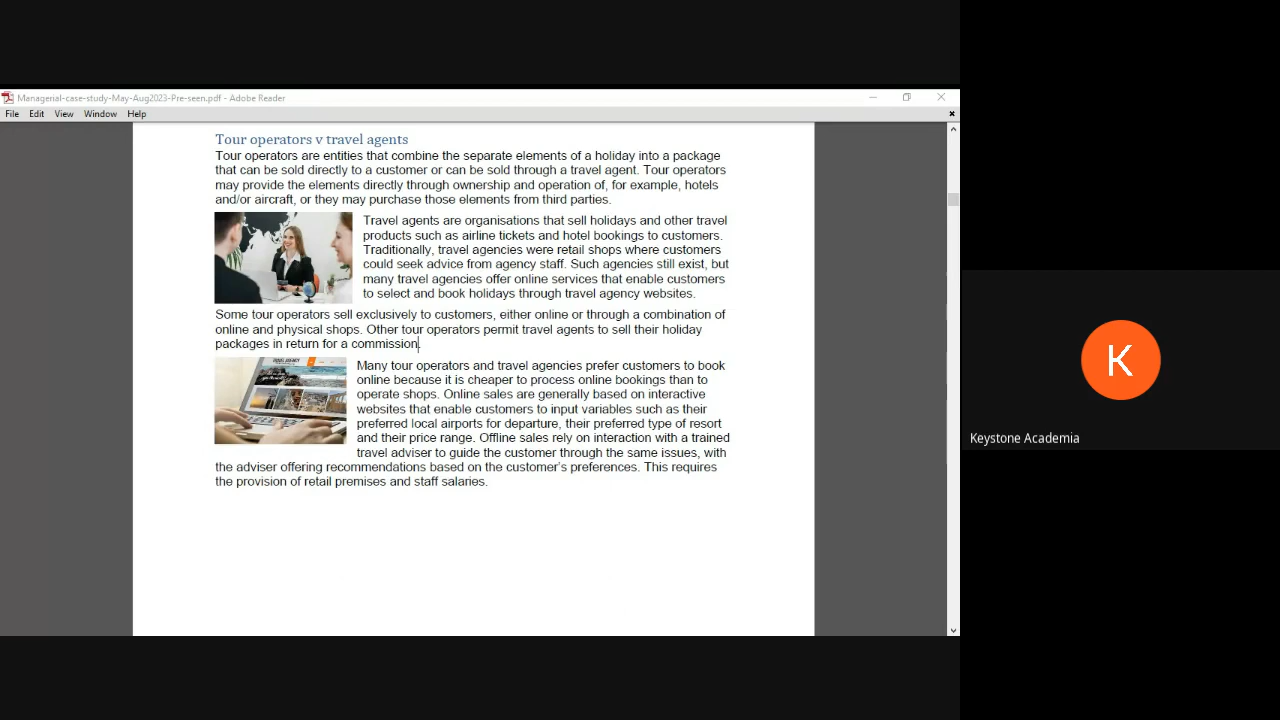 Managerial-case-study-May-Aug2023-Pre-seen.pdf - Adobe Reader
File Edit View Window Help
Tour operators v travel agents
Tour operators are entities that combine the separate elements of a holiday into a package
that can be sold directly to a customer or can be sold through a travel agent. Tour operators
may provide the elements directly through ownership and operation of, for example, hotels
and/or aircraft, or they may purchase those elements from third parties.
Travel agents are organisations that sell holidays and other travel
products such as airline tickets and hotel bookings to customers.
Traditionally, travel agencies were retail shops where customers
could seek advice from agency staff. Such agencies still exist, but
many travel agencies offer online services that enable customers
to select and book holidays through travel agency websites.
Some tour operators sell exclusively to customers, either online or through a combination of
online and physical shops. Other tour operators permit travel agents to sell their holiday
packages in return for a commission.
Many tour operators and travel agencies prefer customers to book
online because it is cheaper to process online bookings than to
operate shops. Online sales are generally based on interactive
websites that enable customers to input variables such as their
preferred local airports for departure, their preferred type of resort
and their price range. Offline sales rely on interaction with a trained
travel adviser to guide the customer through the same issues, with
the adviser offering recommendations based on the customer's preferences. This requires
the provision of retail premises and staff salaries.
K
Keystone Academia